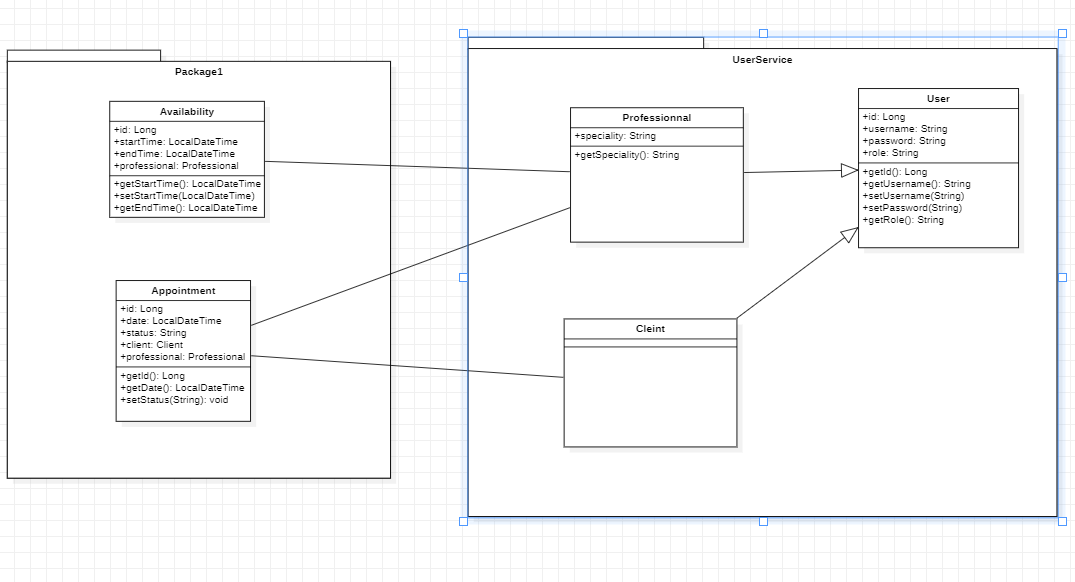 Package1
Availability
+id: Long
+startTime: LocalDateTime
+endTime: LocalDateTime
+professional: Professional
+getStartTime(): LocalDateTime
+setStartTime(LocalDateTime)
+getEndTime(): LocalDateTime
Appointment
+id: Long
+date: LocalDateTime
+status: String
+client: Client
+professional: Professional
+getId(): Long
+getDate(): LocalDateTime
+setStatus(String): void
UserService
Professionnal
+speciality: String
+getSpeciality(): String
User
+id: Long
+username: String
+password: String
+role: String
+getId(): Long
+getUsername(): String
+setUsername(String)
+setPassword(String)
+getRole(): String
Cleint